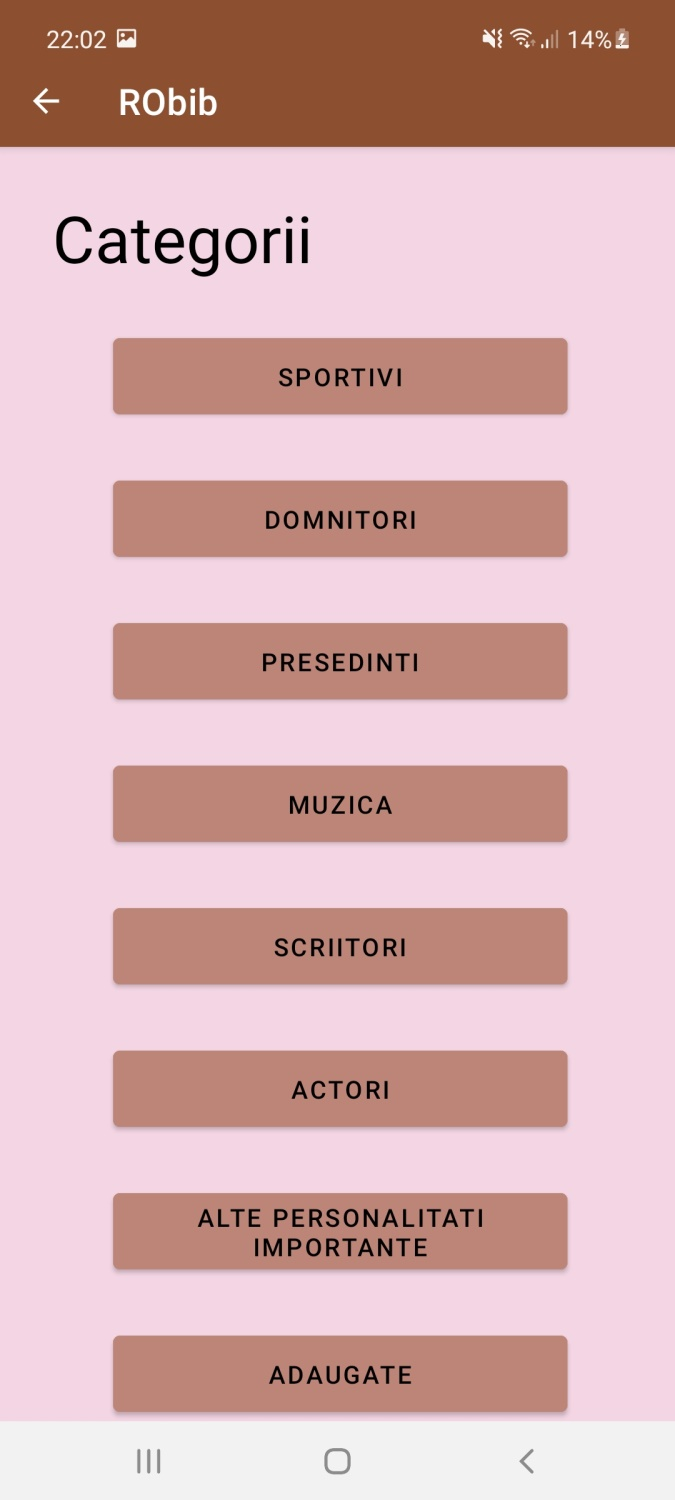 22:02 14%
RObib
Categorii
SPORTIVI
DOMNITORI
PRESEDINTI
MUZICA
SCRIITORI
ACTORI
ALTE PERSONALITATI
IMPORTANTE
ADAUGATE